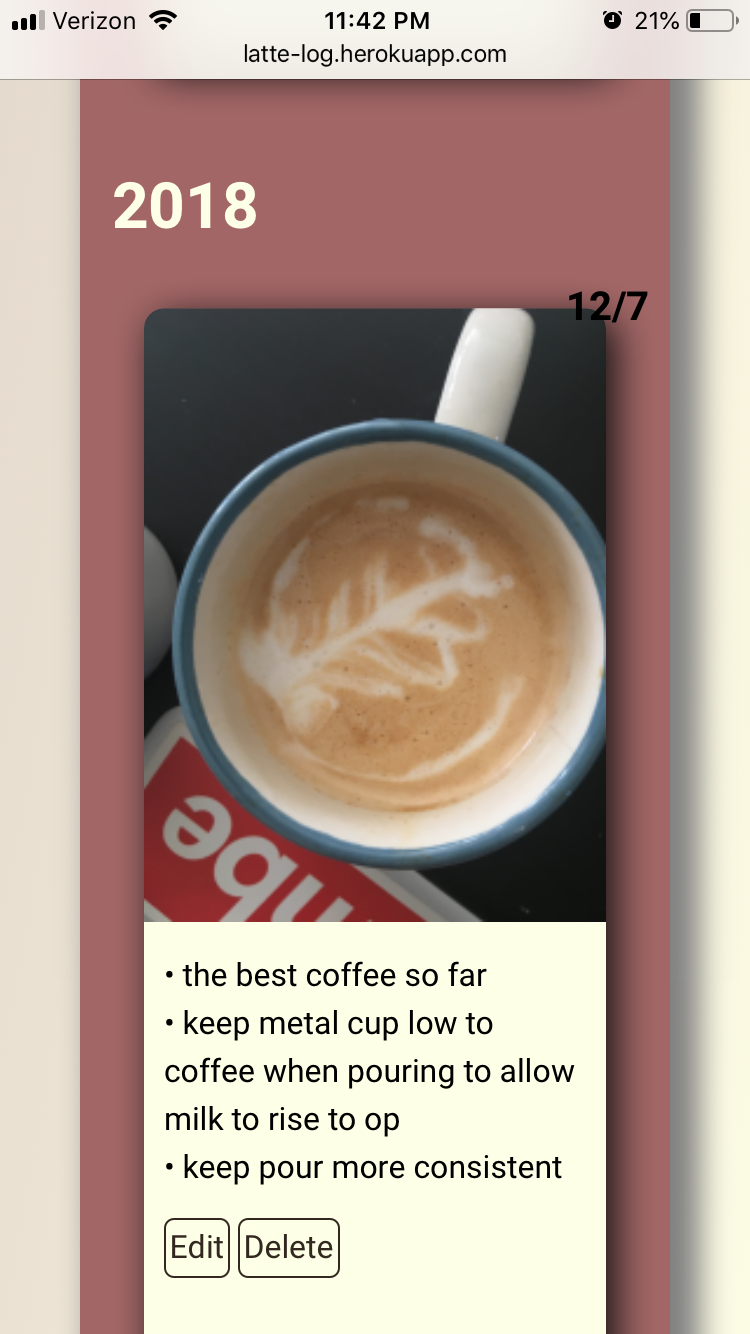 Verizon 11:42 PM 21%
latte-log.herokuapp.com
2018
12/7
mbe
• the best coffee so far
• keep metal cup low to
coffee when pouring to allow
milk to rise to op
• keep pour more consistent
Edit Delete